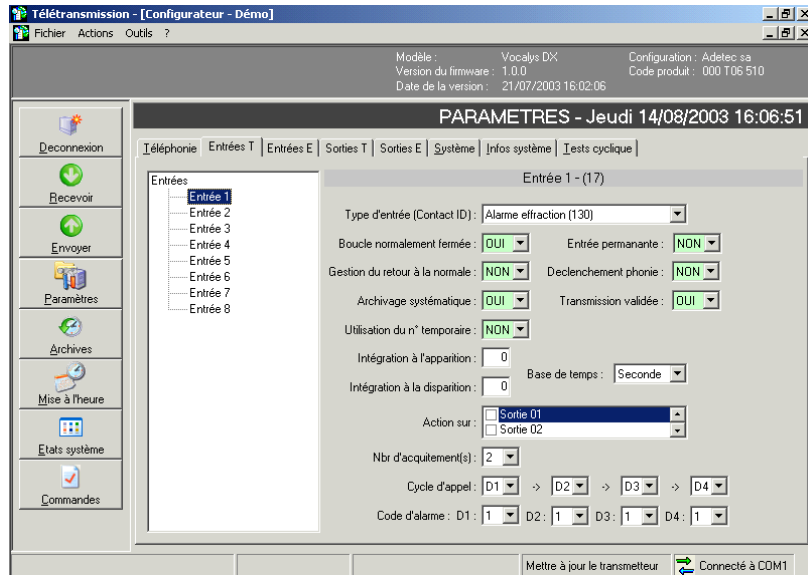 Télétransmission - [Configurateur - Démo]
Fichier Actions Outils ?
Modèle : Vocalys DX Configuration : Adetec sa
Version du firmware : 1.0.0 Code produit : 000 T06 510
Date de la version : 21/07/2003 16:02:06
PARAMETRES - Jeudi 14/08/2003 16:06:51
Deconnexion
Recevoir
Envoyer
Paramètres
Archives
Mise à l'heure
Etats système
Commandes
Téléphonie Entrées T Entrées E Sorties T Sorties E Système Infos système Tests cyclique
Entrées
Entrée 1
Entrée 2
Entrée 3
Entrée 4
Entrée 5
Entrée 6
Entrée 7
Entrée 8
Entrée 1 - (17)
Type d'entrée (Contact ID) : Alarme effraction (130)
Boucle normalement fermée : OUI Entrée permanante : NON
Gestion du retour à la normale : NON Declenchement phonie : NON
Archivage systématique : OUI Transmission validée : OUI
Utilisation du n° temporaire : NON
Intégration à l'apparition : 0
Base de temps : Seconde
Intégration à la disparition : 0
Action sur : Sortie 01
Sortie 02
Nbr d'acquitement(s) : 2
Cycle d'appel : D1 -> D2 -> D3 -> D4
Code d'alarme : D1 : 1 D2 : 1 D3 : 1 D4 : 1
Mettre à jour le transmetteur Connecté à COM1